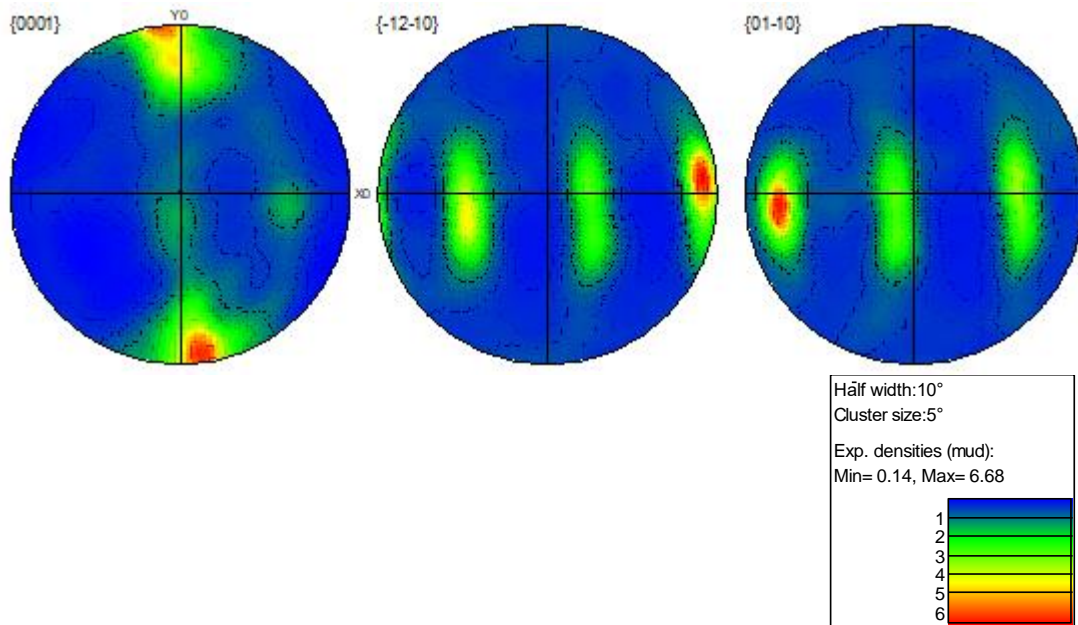 {0001}
Y0
{-12-10}
{01-10}
X0
Half width:10°
Cluster size:5°
Exp. densities (mud):
Min= 0.14, Max= 6.68
1
2
3
4
5
6